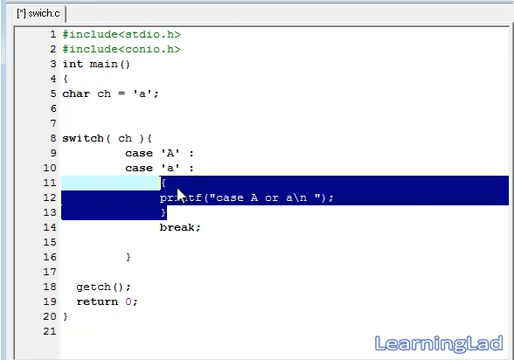 [*] swich.c
1 #include<stdio.h>
2 #include<conio.h>
3 int main()
4 {
5 char ch = 'a';
6
7
8 switch( ch ){
9 case 'A' :
10 case 'a' :
11 {
12 printf("case A or a\n ");
13 }
14 break;
15
16 }
17
18 getch();
19 return 0;
20 }
21
LearningLad